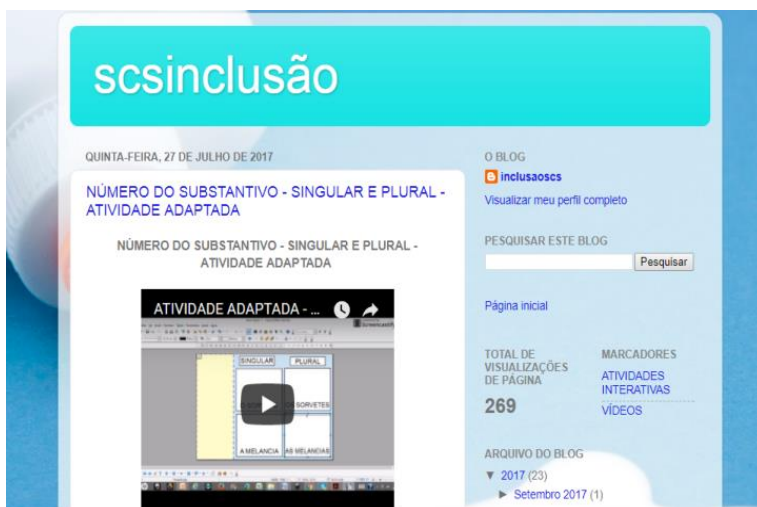 scsinclusão
QUINTA-FEIRA, 27 DE JULHO DE 2017
NÚMERO DO SUBSTANTIVO - SINGULAR E PLURAL -
ATIVIDADE ADAPTADA
NÚMERO DO SUBSTANTIVO - SINGULAR E PLURAL -
ATIVIDADE ADAPTADA
ATIVIDADE ADAPTADA - ...
SINGULAR PLURAL
SORVETES
A MELANCIA AS MELANCIAS
O BLOG
inclusaoscs
Visualizar meu perfil completo
PESQUISAR ESTE BLOG
Pesquisar
Página inicial
TOTAL DE
VISUALIZAÇÕES
DE PÁGINA
269
MARCADORES
ATIVIDADES
INTERATIVAS
VÍDEOS
ARQUIVO DO BLOG
▼ 2017 (23)
► Setembro 2017 (1)